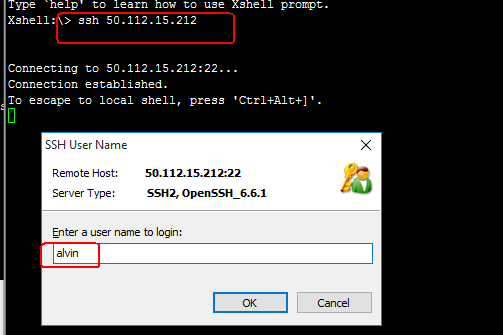 Type `help' to learn how to use Xshell prompt.
Xshell:\> ssh 50.112.15.212
Connecting to 50.112.15.212:22...
Connection established.
To escape to local shell, press 'Ctrl+Alt+]'.
SSH User Name
Remote Host: 50.112.15.212:22
Server Type: SSH2, OpenSSH_6.6.1
Enter a user name to login:
alvin
OK Cancel